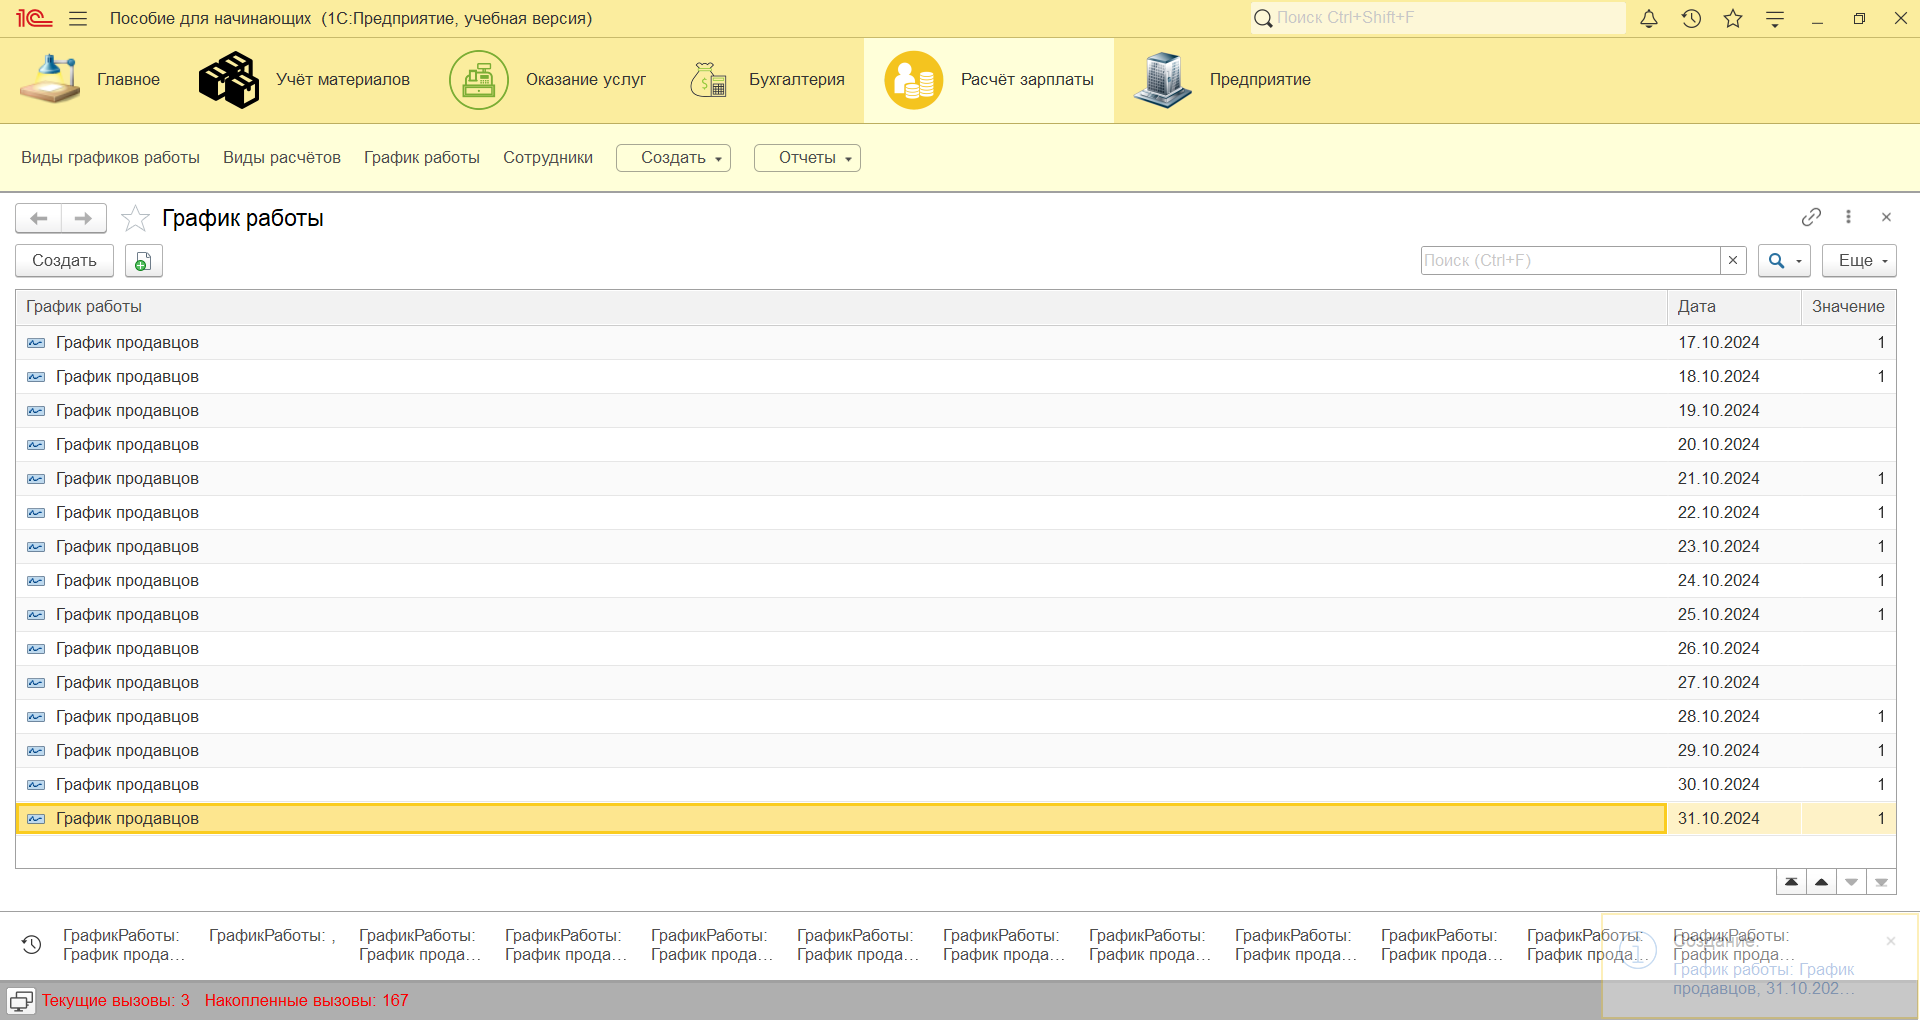 Пособие для начинающих (1С:Предприятие, учебная версия)
Поиск Ctrl+Shift+F
Главное
Учёт материалов
Оказание услуг
Бухгалтерия
Расчёт зарплаты
Предприятие
Виды графиков работы
Виды расчётов
График работы
Сотрудники
Создать
Отчеты
График работы
Создать
Поиск (Ctrl+F)
Еще
График работы Дата Значение
График продавцов 17.10.2024 1
График продавцов 18.10.2024 1
График продавцов 19.10.2024
График продавцов 20.10.2024
График продавцов 21.10.2024 1
График продавцов 22.10.2024 1
График продавцов 23.10.2024 1
График продавцов 24.10.2024 1
График продавцов 25.10.2024 1
График продавцов 26.10.2024
График продавцов 27.10.2024
График продавцов 28.10.2024 1
График продавцов 29.10.2024 1
График продавцов 30.10.2024 1
График продавцов 31.10.2024 1
ГрафикРаботы:
График прода...
ГрафикРаботы: ,
ГрафикРаботы:
График прода...
ГрафикРаботы:
График прода...
ГрафикРаботы:
График прода...
ГрафикРаботы:
График прода...
ГрафикРаботы:
График прода...
ГрафикРаботы:
График прода...
ГрафикРаботы:
График прода...
ГрафикРаботы:
График прода...
ГрафикРаботы:
График прода...
ГрафикРаботы:
График прода...
Создание:
График работы: График
продавцов, 31.10.202...
Текущие вызовы: 3 Накопленные вызовы: 167